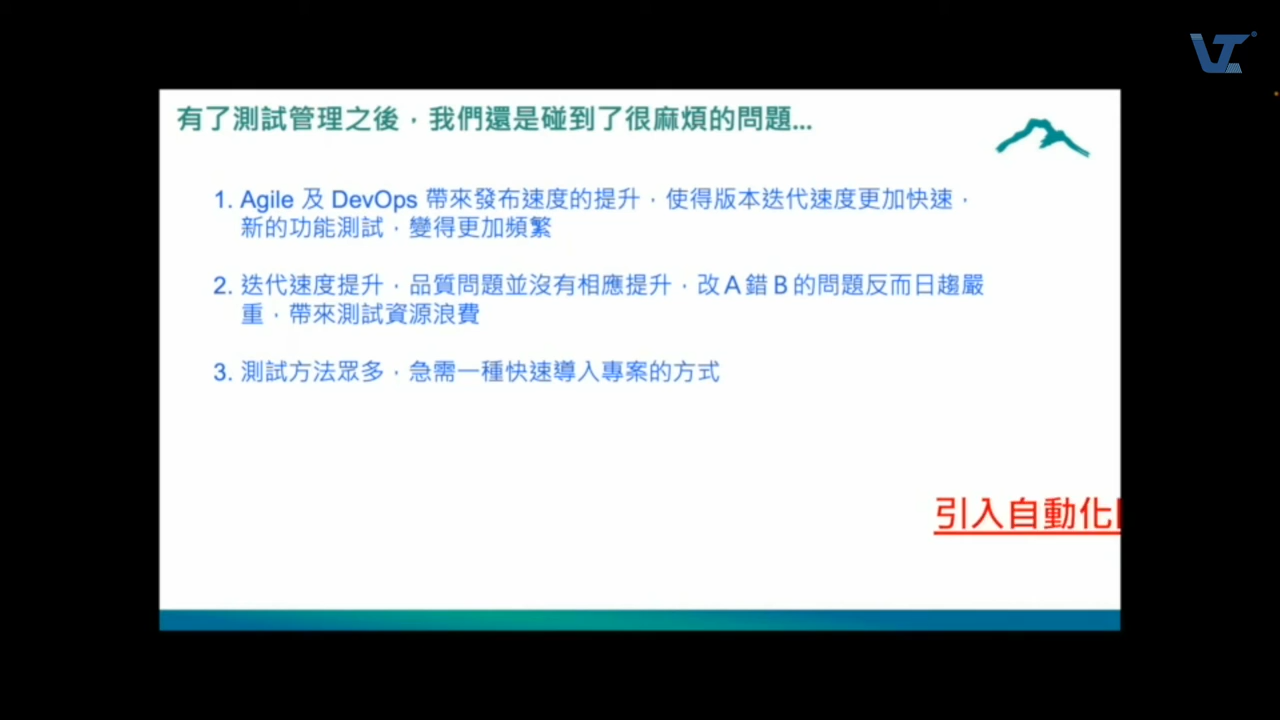 有了測試管理之後，我們還是碰到了很麻煩的問題...
1. Agile 及 DevOps 帶來發布速度的提升，使得版本迭代速度更加快速，
新的功能測試，變得更加頻繁
2. 迭代速度提升，品質問題並沒有相應提升，改 A 錯 B 的問題反而日趨嚴
重，帶來測試資源浪費
3. 測試方法眾多，急需一種快速導入專案的方式
引入自動化